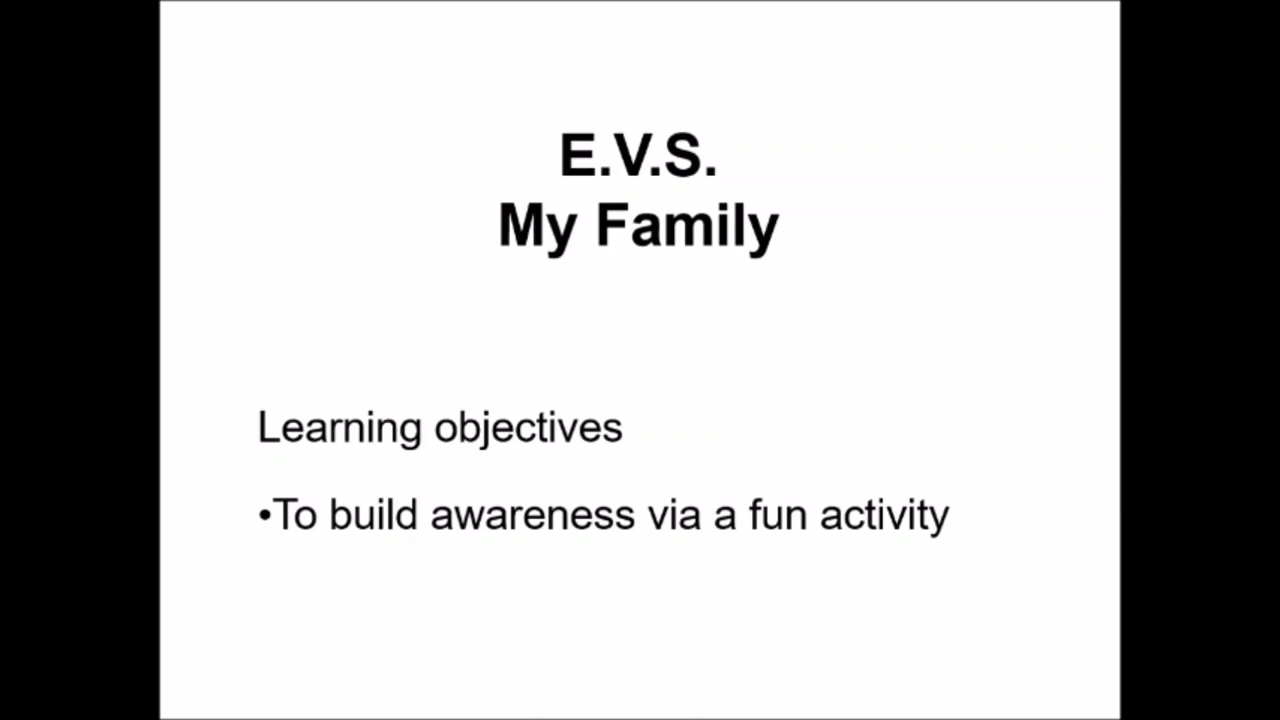 E.V.S.
My Family
Learning objectives
•To build awareness via a fun activity